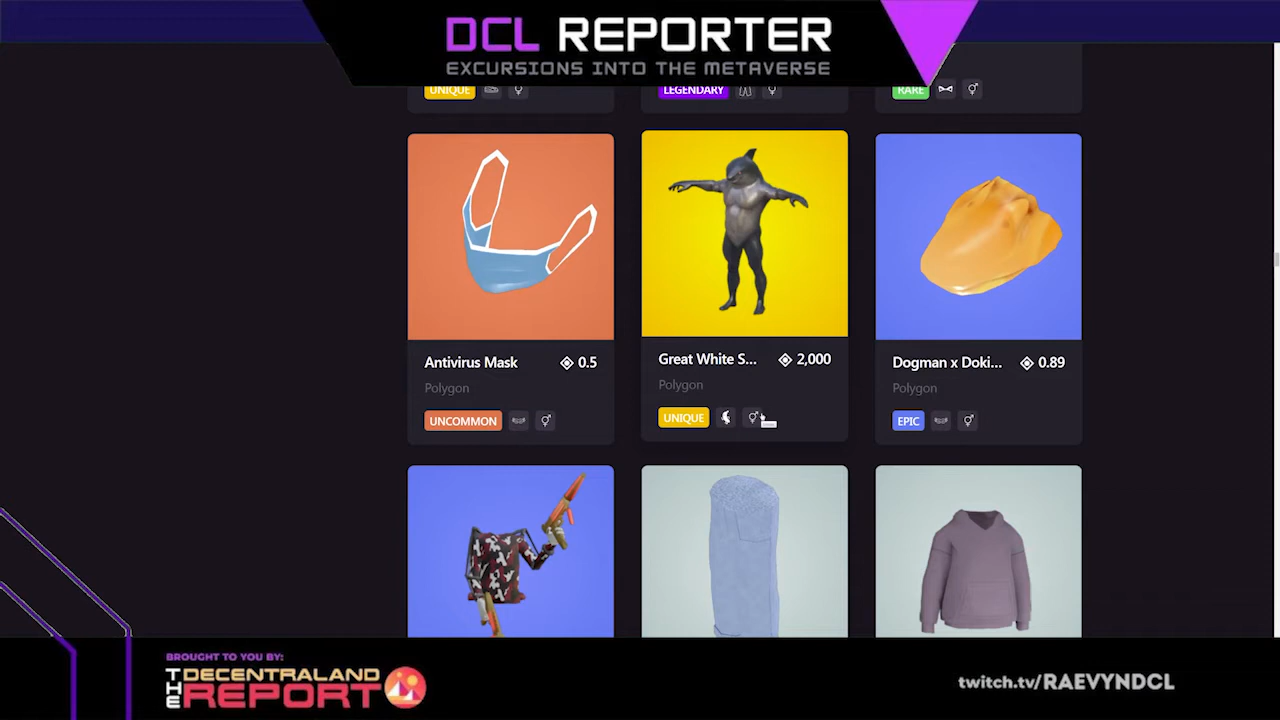 DCL REPORTER
EXCURSIONS INTO THE METAVERSE
UNIQUE
LEGENDARY
RARE
Antivirus Mask
0.5
Polygon
UNCOMMON
Great White S...
2,000
Polygon
UNIQUE
Dogman x Doki...
0.89
Polygon
EPIC
BROUGHT TO YOU BY:
THE DECENTRALAND
REPORT
twitch.tv/RAEVYNDCL